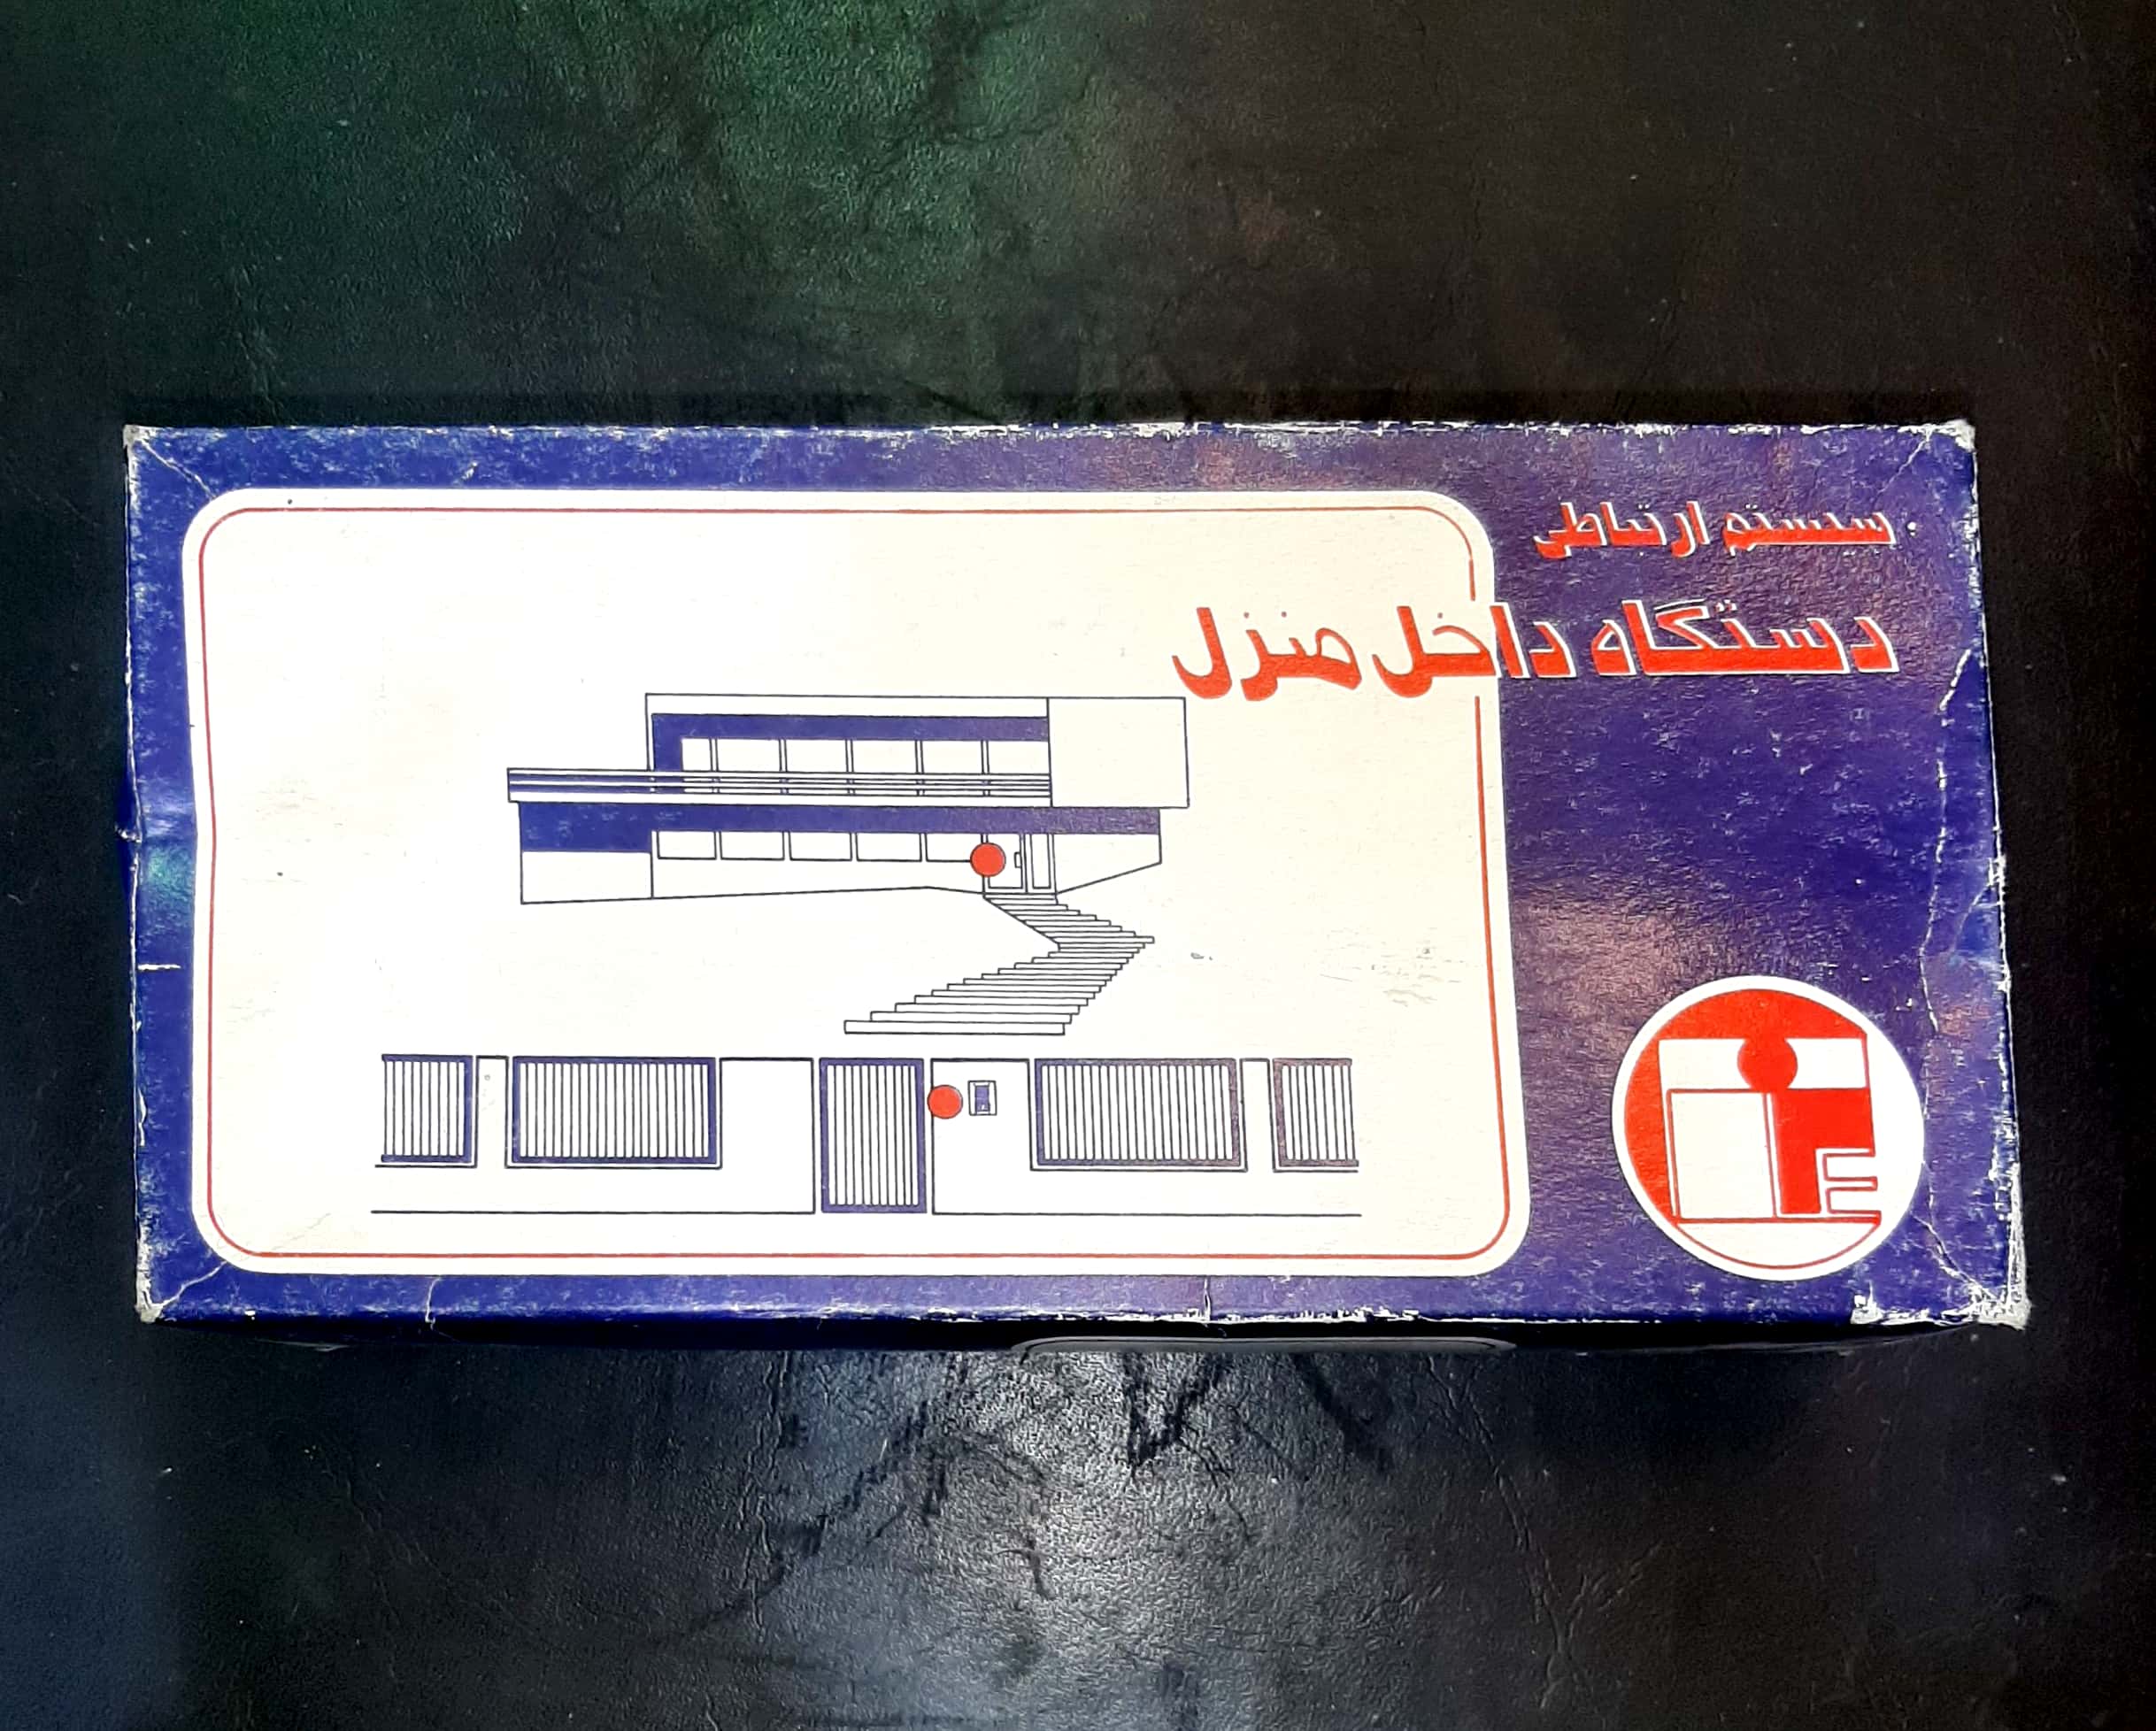 سیستم ارتباطی
دستگاه داخل منزل